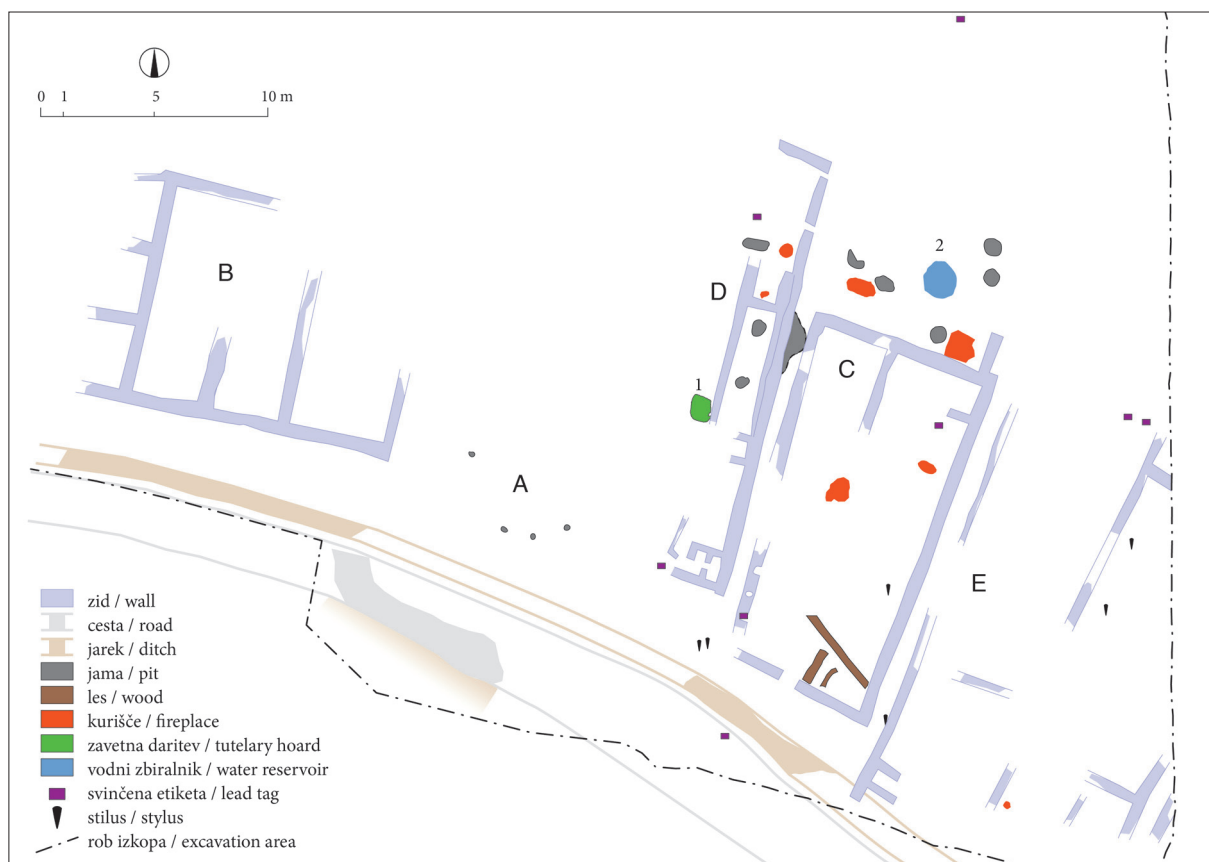 0 1 5 10 m
2
B
D
1
C
A
E
zid / wall
cesta / road
jarek / ditch
jama / pit
les / wood
kurišče / fireplace
zavetna daritev / tutelary hoard
vodni zbiralnik / water reservoir
svinčena etiketa / lead tag
stilus / stylus
rob izkopa / excavation area